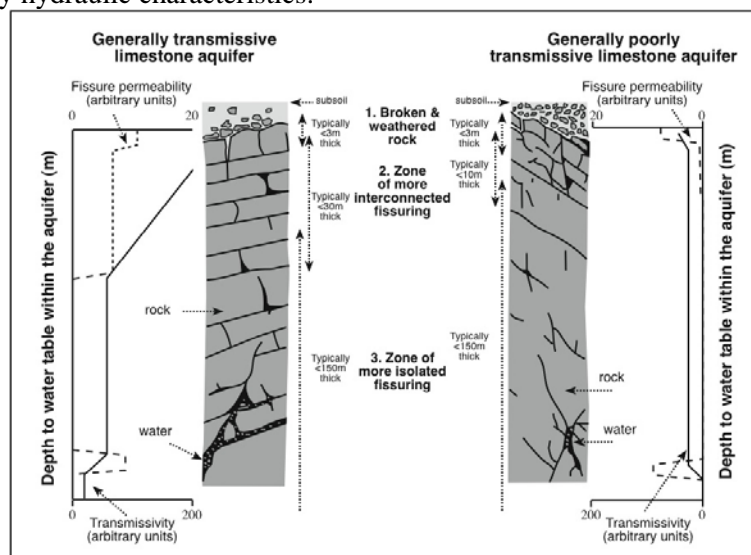 y hydraulic characteristics.
Generally transmissive
limestone aquifer
Generally poorly
transmissive limestone aquifer
Fissure permeability
(arbitrary units)
0
20
Depth to water table within the aquifer (m)
0
200
Transmissivity
(arbitrary units)
rock
water
subsoil
Typically
<3m
thick
Typically
<30m
thick
Typically
<150m
thick
1. Broken &
weathered
rock
2. Zone
of more
interconnected
fissuring
3. Zone of
more isolated
fissuring
subsoil
Typically
<3m
thick
Typically
<10m
thick
Typically
<150m
thick
rock
water
Fissure permeability
(arbitrary units)
20
0
Depth to water table within the aquifer (m)
200
0
Transmissivity
(arbitrary units)